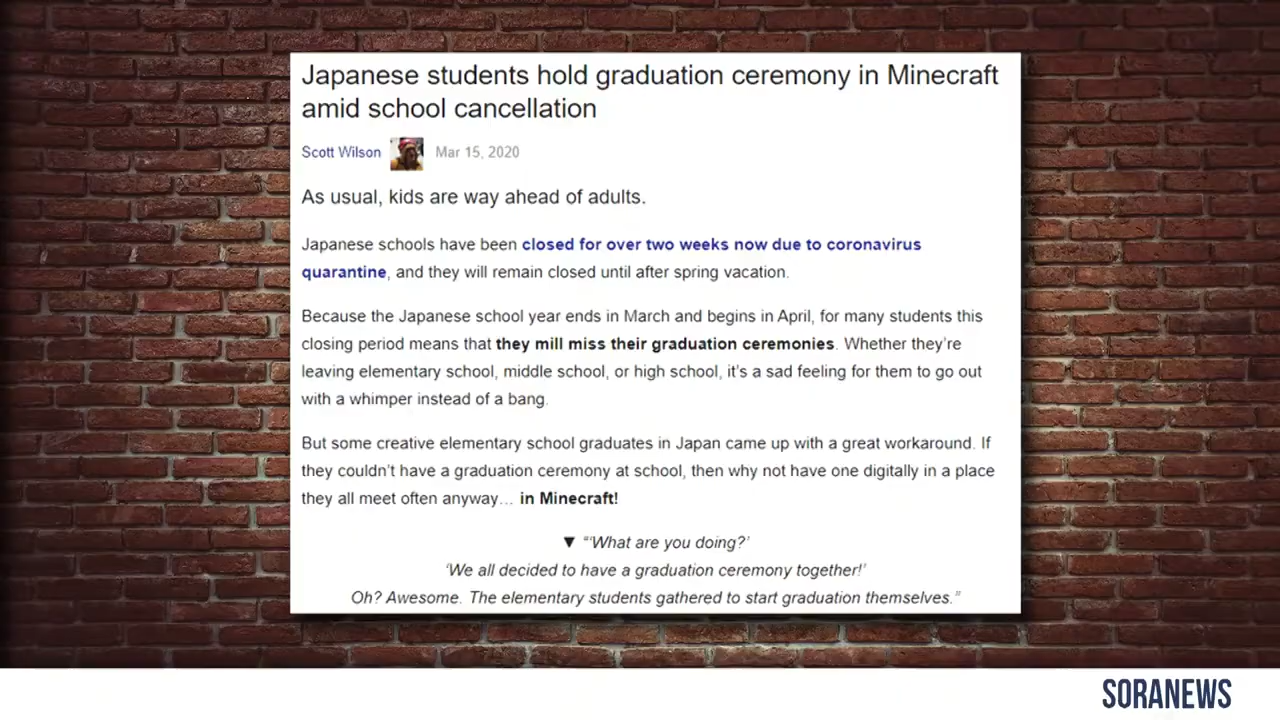 Japanese students hold graduation ceremony in Minecraft
amid school cancellation
Scott Wilson Mar 15, 2020
As usual, kids are way ahead of adults.
Japanese schools have been closed for over two weeks now due to coronavirus
quarantine, and they will remain closed until after spring vacation.
Because the Japanese school year ends in March and begins in April, for many students this
closing period means that they mill miss their graduation ceremonies. Whether they're
leaving elementary school, middle school, or high school, it's a sad feeling for them to go out
with a whimper instead of a bang.
But some creative elementary school graduates in Japan came up with a great workaround. If
they couldn't have a graduation ceremony at school, then why not have one digitally in a place
they all meet often anyway… in Minecraft!
▼ “‘What are you doing?’
‘We all decided to have a graduation ceremony together!’
Oh? Awesome. The elementary students gathered to start graduation themselves.”
SORANEWS